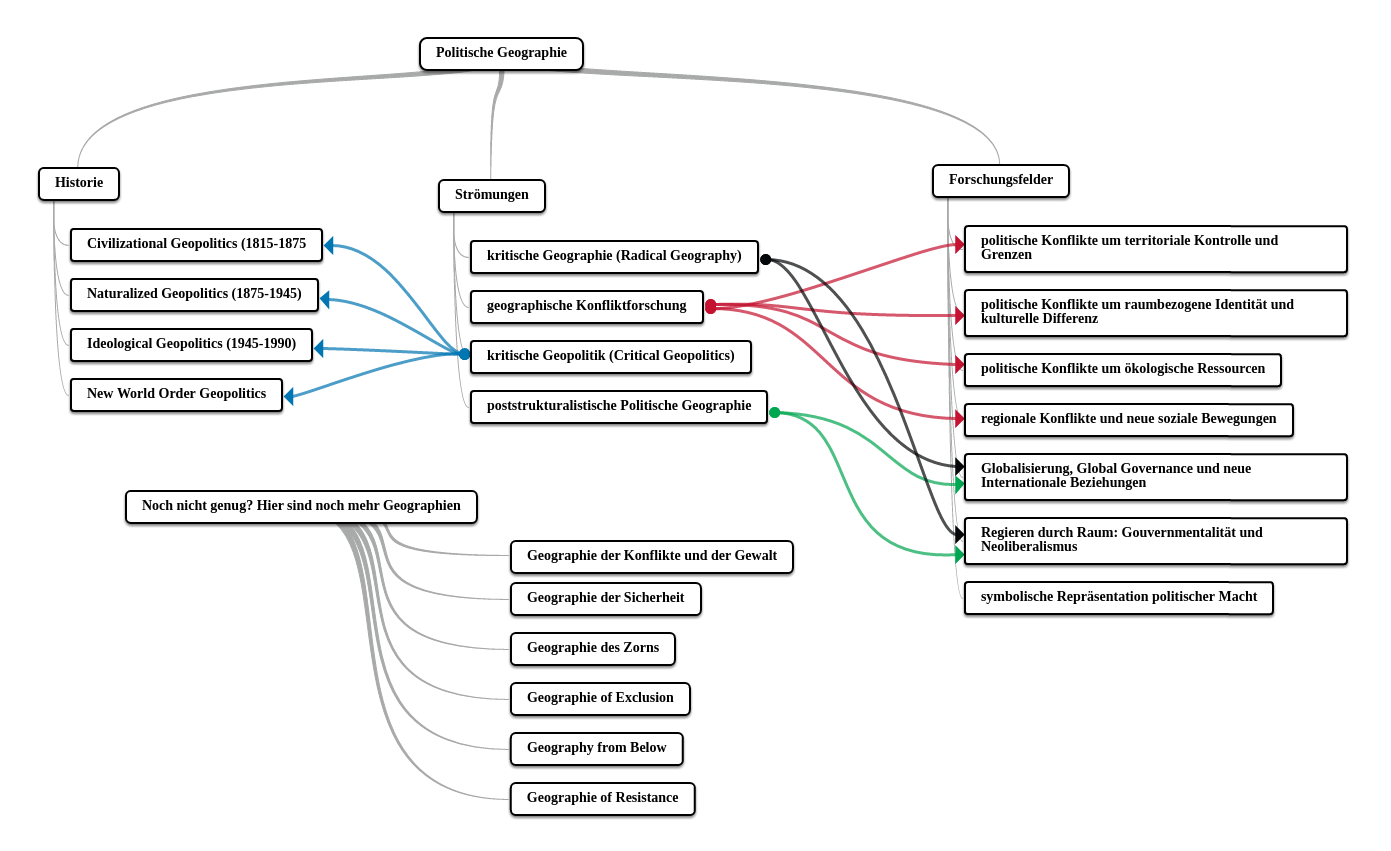 Politische Geographie
Historie
Civilizational Geopolitics (1815-1875
Naturalized Geopolitics (1875-1945)
Ideological Geopolitics (1945-1990)
New World Order Geopolitics
Strömungen
kritische Geographie (Radical Geography)
geographische Konfliktforschung
kritische Geopolitik (Critical Geopolitics)
poststrukturalistische Politische Geographie
Forschungsfelder
politische Konflikte um territoriale Kontrolle und
Grenzen
politische Konflikte um raumbezogene Identität und
kulturelle Differenz
politische Konflikte um ökologische Ressourcen
regionale Konflikte und neue soziale Bewegungen
Globalisierung, Global Governance und neue
Internationale Beziehungen
Regieren durch Raum: Gouvernmentalität und
Neoliberalismus
symbolische Repräsentation politischer Macht
Noch nicht genug? Hier sind noch mehr Geographien
Geographie der Konflikte und der Gewalt
Geographie der Sicherheit
Geographie des Zorns
Geographie of Exclusion
Geography from Below
Geographie of Resistance